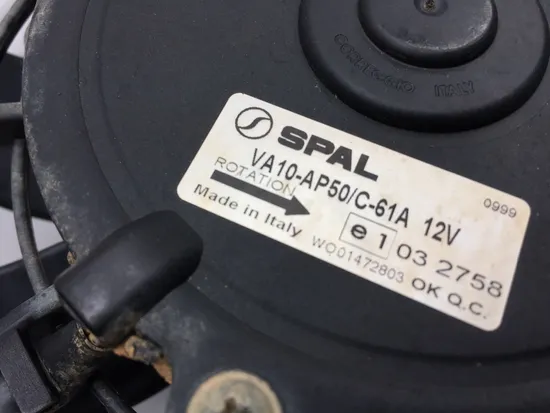 SPAL
VA10-AP50/C-61A 12V
0999
ROTATION
Made in Italy
e1 03 2758
WO01472803 OK Q.C.